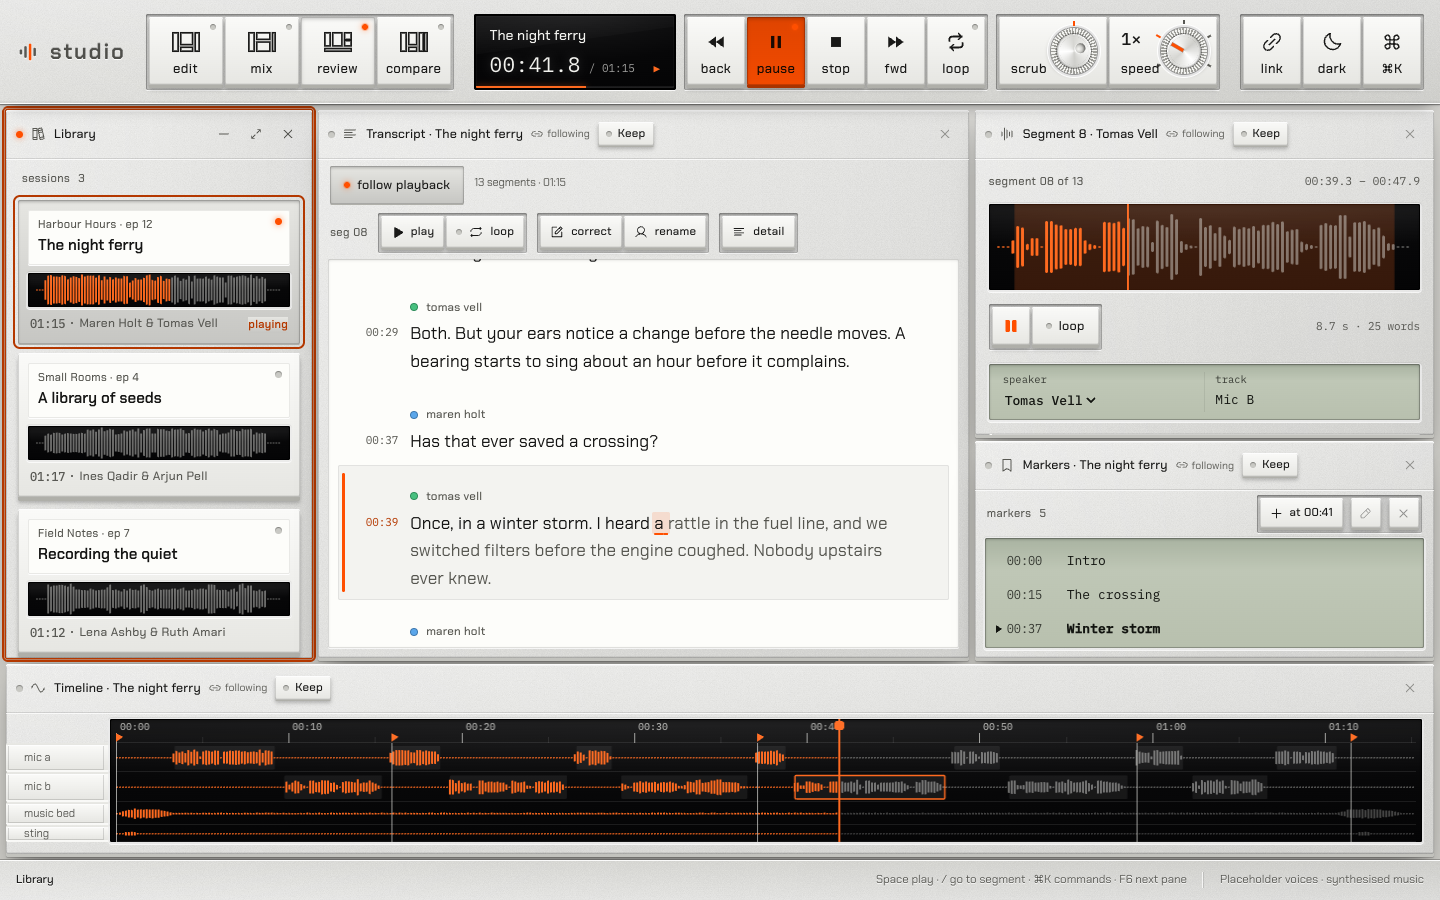 studio
edit
mix
review
compare
The night ferry
00:41.8 / 01:15
back
pause
stop
fwd
loop
scrub
1×
speed
link
dark
⌘K
Library
sessions 3
Harbour Hours · ep 12
The night ferry
01:15 · Maren Holt & Tomas Vell
playing
Small Rooms · ep 4
A library of seeds
01:17 · Ines Qadir & Arjun Pell
Field Notes · ep 7
Recording the quiet
01:12 · Lena Ashby & Ruth Amari
Transcript · The night ferry
following
Keep
follow playback
13 segments · 01:15
seg 08
play
loop
correct
rename
detail
tomas vell
00:29
Both. But your ears notice a change before the needle moves. A
bearing starts to sing about an hour before it complains.
maren holt
00:37
Has that ever saved a crossing?
tomas vell
00:39
Once, in a winter storm. I heard a rattle in the fuel line, and we
switched filters before the engine coughed. Nobody upstairs
ever knew.
maren holt
Segment 8 · Tomas Vell
following
Keep
segment 08 of 13
00:39.3 – 00:47.9
loop
8.7 s · 25 words
speaker
Tomas Vell
track
Mic B
Markers · The night ferry
following
Keep
markers 5
at 00:41
00:00 Intro
00:15 The crossing
00:37 Winter storm
Timeline · The night ferry
following
Keep
00:00
00:10
00:20
00:30
00:50
01:00
01:10
mic a
mic b
music bed
sting
Library
Space play · / go to segment · ⌘K commands · F6 next pane
Placeholder voices · synthesised music